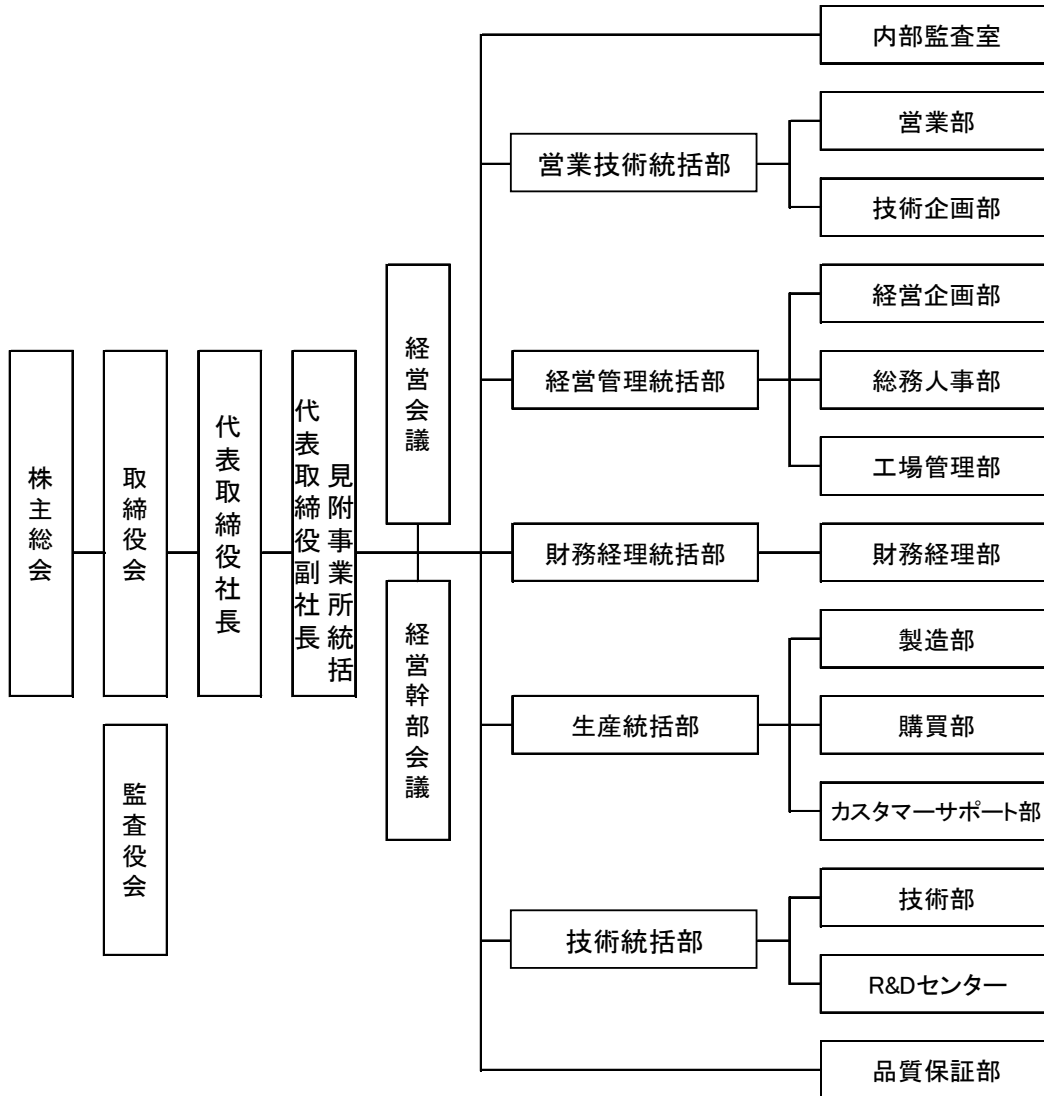 株主総会
取締役会
監査役会
代表取締役社長
代表取締役副社長
見附事業所統括
経営会議
経営幹部会議
内部監査室
営業技術統括部
営業部
技術企画部
経営管理統括部
経営企画部
総務人事部
工場管理部
財務経理統括部
財務経理部
生産統括部
製造部
購買部
カスタマーサポート部
技術統括部
技術部
R&Dセンター
品質保証部